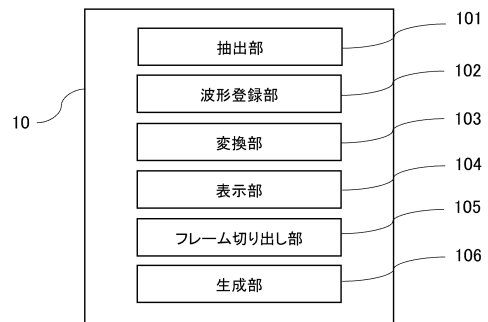 抽出部 101
波形登録部 102
10
変換部 103
表示部 104
フレーム切り出し部 105
生成部 106